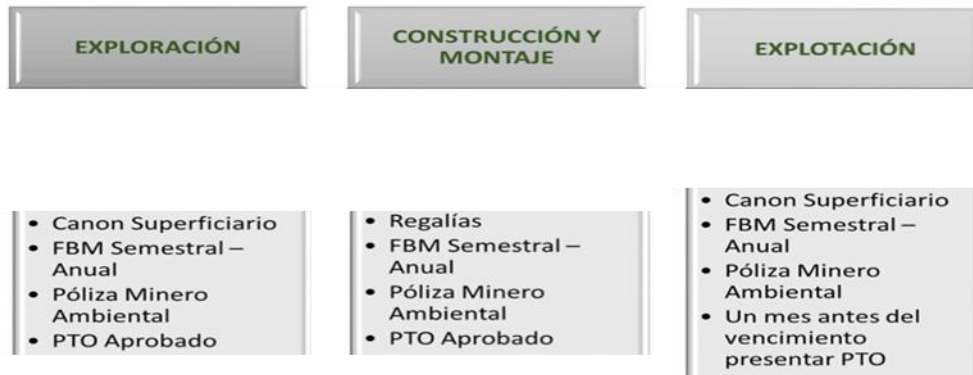 EXPLORACIÓN
CONSTRUCCIÓN Y
MONTAJE
EXPLOTACIÓN
• Canon Superficiario
• FBM Semestral –
Anual
• Póliza Minero
Ambiental
• PTO Aprobado
• Regalías
• FBM Semestral –
Anual
• Póliza Minero
Ambiental
• PTO Aprobado
• Canon Superficiario
• FBM Semestral –
Anual
• Póliza Minero
Ambiental
• Un mes antes del
vencimiento
presentar PTO